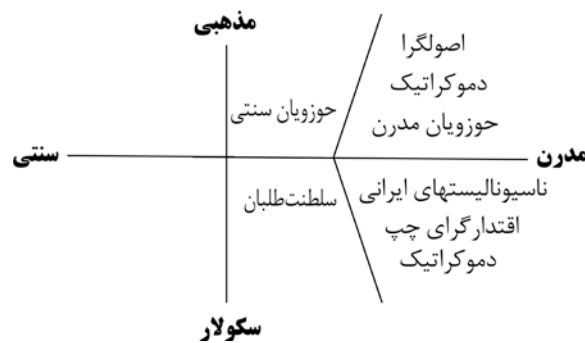 مذهبی
اصولگرا
دموکراتیک
حوزویان مدرن
حوزویان سنتی
مدرن
سنتی
ناسیونالیستهای ایرانی
اقتدارگرای چپ
دموکراتیک
سلطنت‌طلبان
سکولار